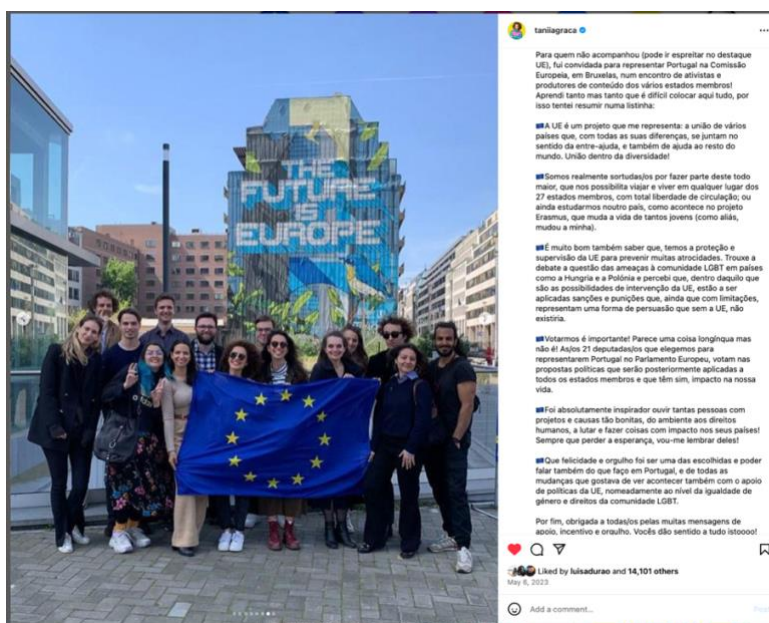 THE
FUTURE
EUROPE
taniiagraca
Para quem não acompanhou (pode ir espreitar no destaque
UE), fui convidada para representar Portugal na Comissão
Europeia, em Bruxelas, num encontro de ativistas e
produtores de conteúdo dos vários estados membros!
Aprendi tanto mas tanto que é difícil colocar aqui tudo, por
isso tentei resumir numa listinha:
🇪🇺A UE é um projeto que me representa: a união de vários
países que, com todas as suas diferenças, se juntam no
sentido da entre-ajuda, e também de ajuda ao resto do
mundo. União dentro da diversidade!
🇪🇺Somos realmente sortudas/os por fazer parte deste todo
maior, que nos possibilita viajar e viver em qualquer lugar dos
27 estados membros, com total liberdade de circulação; ou
ainda estudarmos noutro país, como acontece no projeto
Erasmus, que muda a vida de tantos jovens (como aliás,
mudou a minha).
🇪🇺É muito bom também saber que, temos a proteção e
supervisão da UE para prevenir muitas atrocidades. Trouxe a
debate a questão das ameaças à comunidade LGBT em países
como a Hungria e a Polónia e percebi que, dentro daquilo que
são as possibilidades de intervenção da UE, estão a ser
aplicadas sanções e punições que, ainda que com limitações,
representam uma forma de persuasão que sem a UE, não
existiria.
🇪🇺Votarmos é importante! Parece uma coisa longínqua mas
não é! As/os 21 deputadas/os que elegemos para
representarem Portugal no Parlamento Europeu, votam nas
propostas políticas que serão posteriormente aplicadas a
todos os estados membros e que têm sim, impacto na nossa
vida.
🇪🇺Foi absolutamente inspirador ouvir tantas pessoas com
projetos e causas tão bonitas, do ambiente aos direitos
humanos, a lutar e fazer coisas com impacto nos seus países!
Sempre que perder a esperança, vou-me lembrar deles!
🇪🇺Que felicidade e orgulho foi ser uma das escolhidas e poder
falar também do que faço em Portugal, e de todas as
mudanças que gostava de ver acontecer também com o apoio
de políticas da UE, nomeadamente ao nível da igualdade de
género e direitos da comunidade LGBT.
Por fim, obrigada a todas/os pelas muitas mensagens de
apoio, incentivo e orgulho. Vocês dão sentido a tudo istoooo!
Liked by luisadurao and 14,101 others
May 6, 2023
Add a comment...
Post